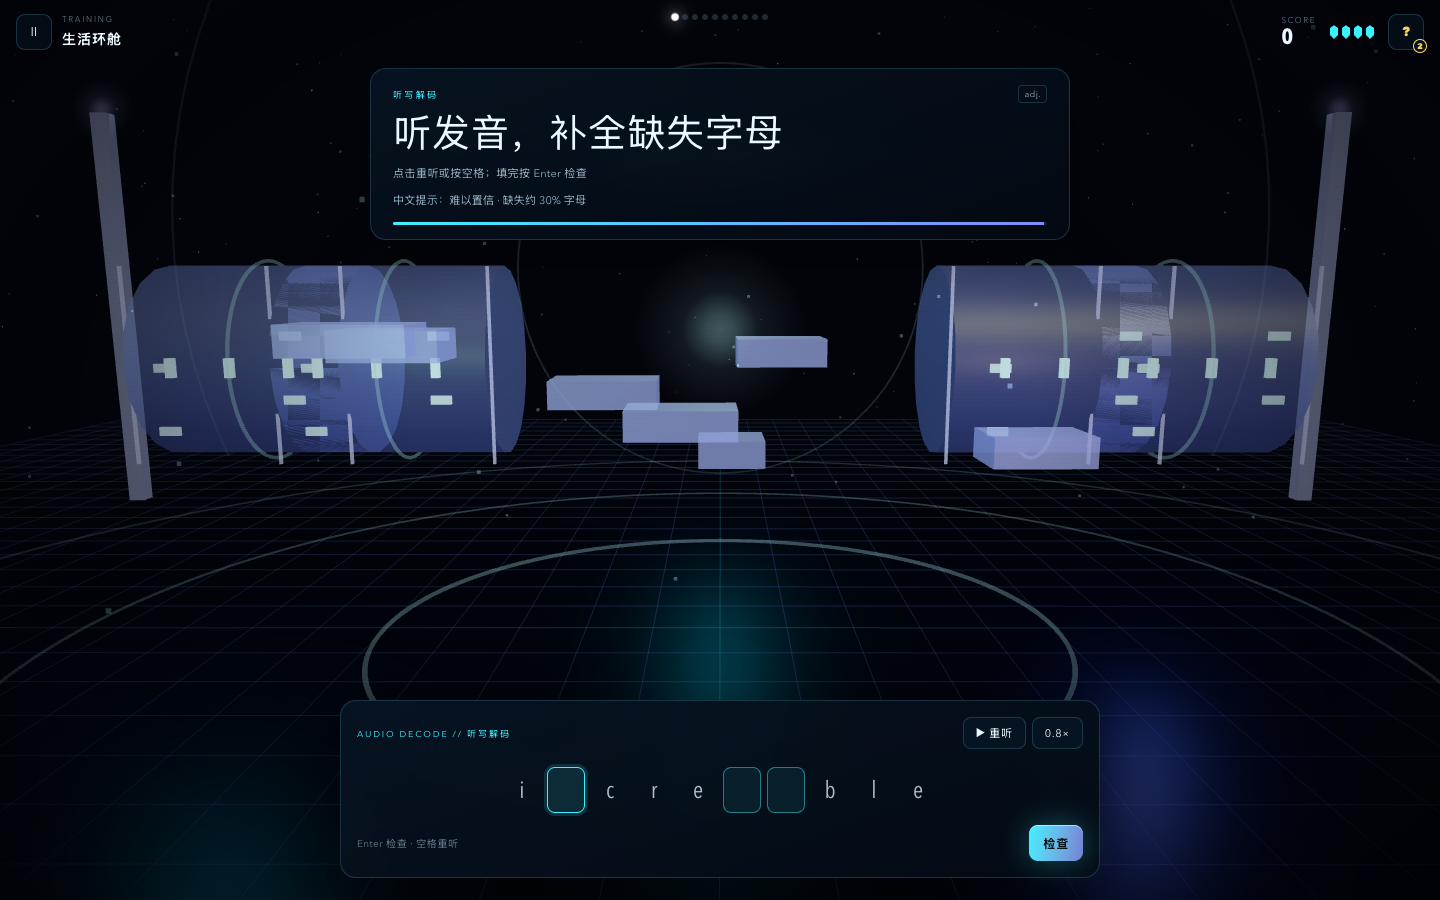 TRAINING
生活环舱
SCORE
0
?
2
听写解码
adj.
听发音，补全缺失字母
点击重听或按空格；填完按 Enter 检查
中文提示：难以置信 · 缺失约 30% 字母
AUDIO DECODE // 听写解码
▶ 重听
0.8×
i c r e b l e
Enter 检查 · 空格重听
检查